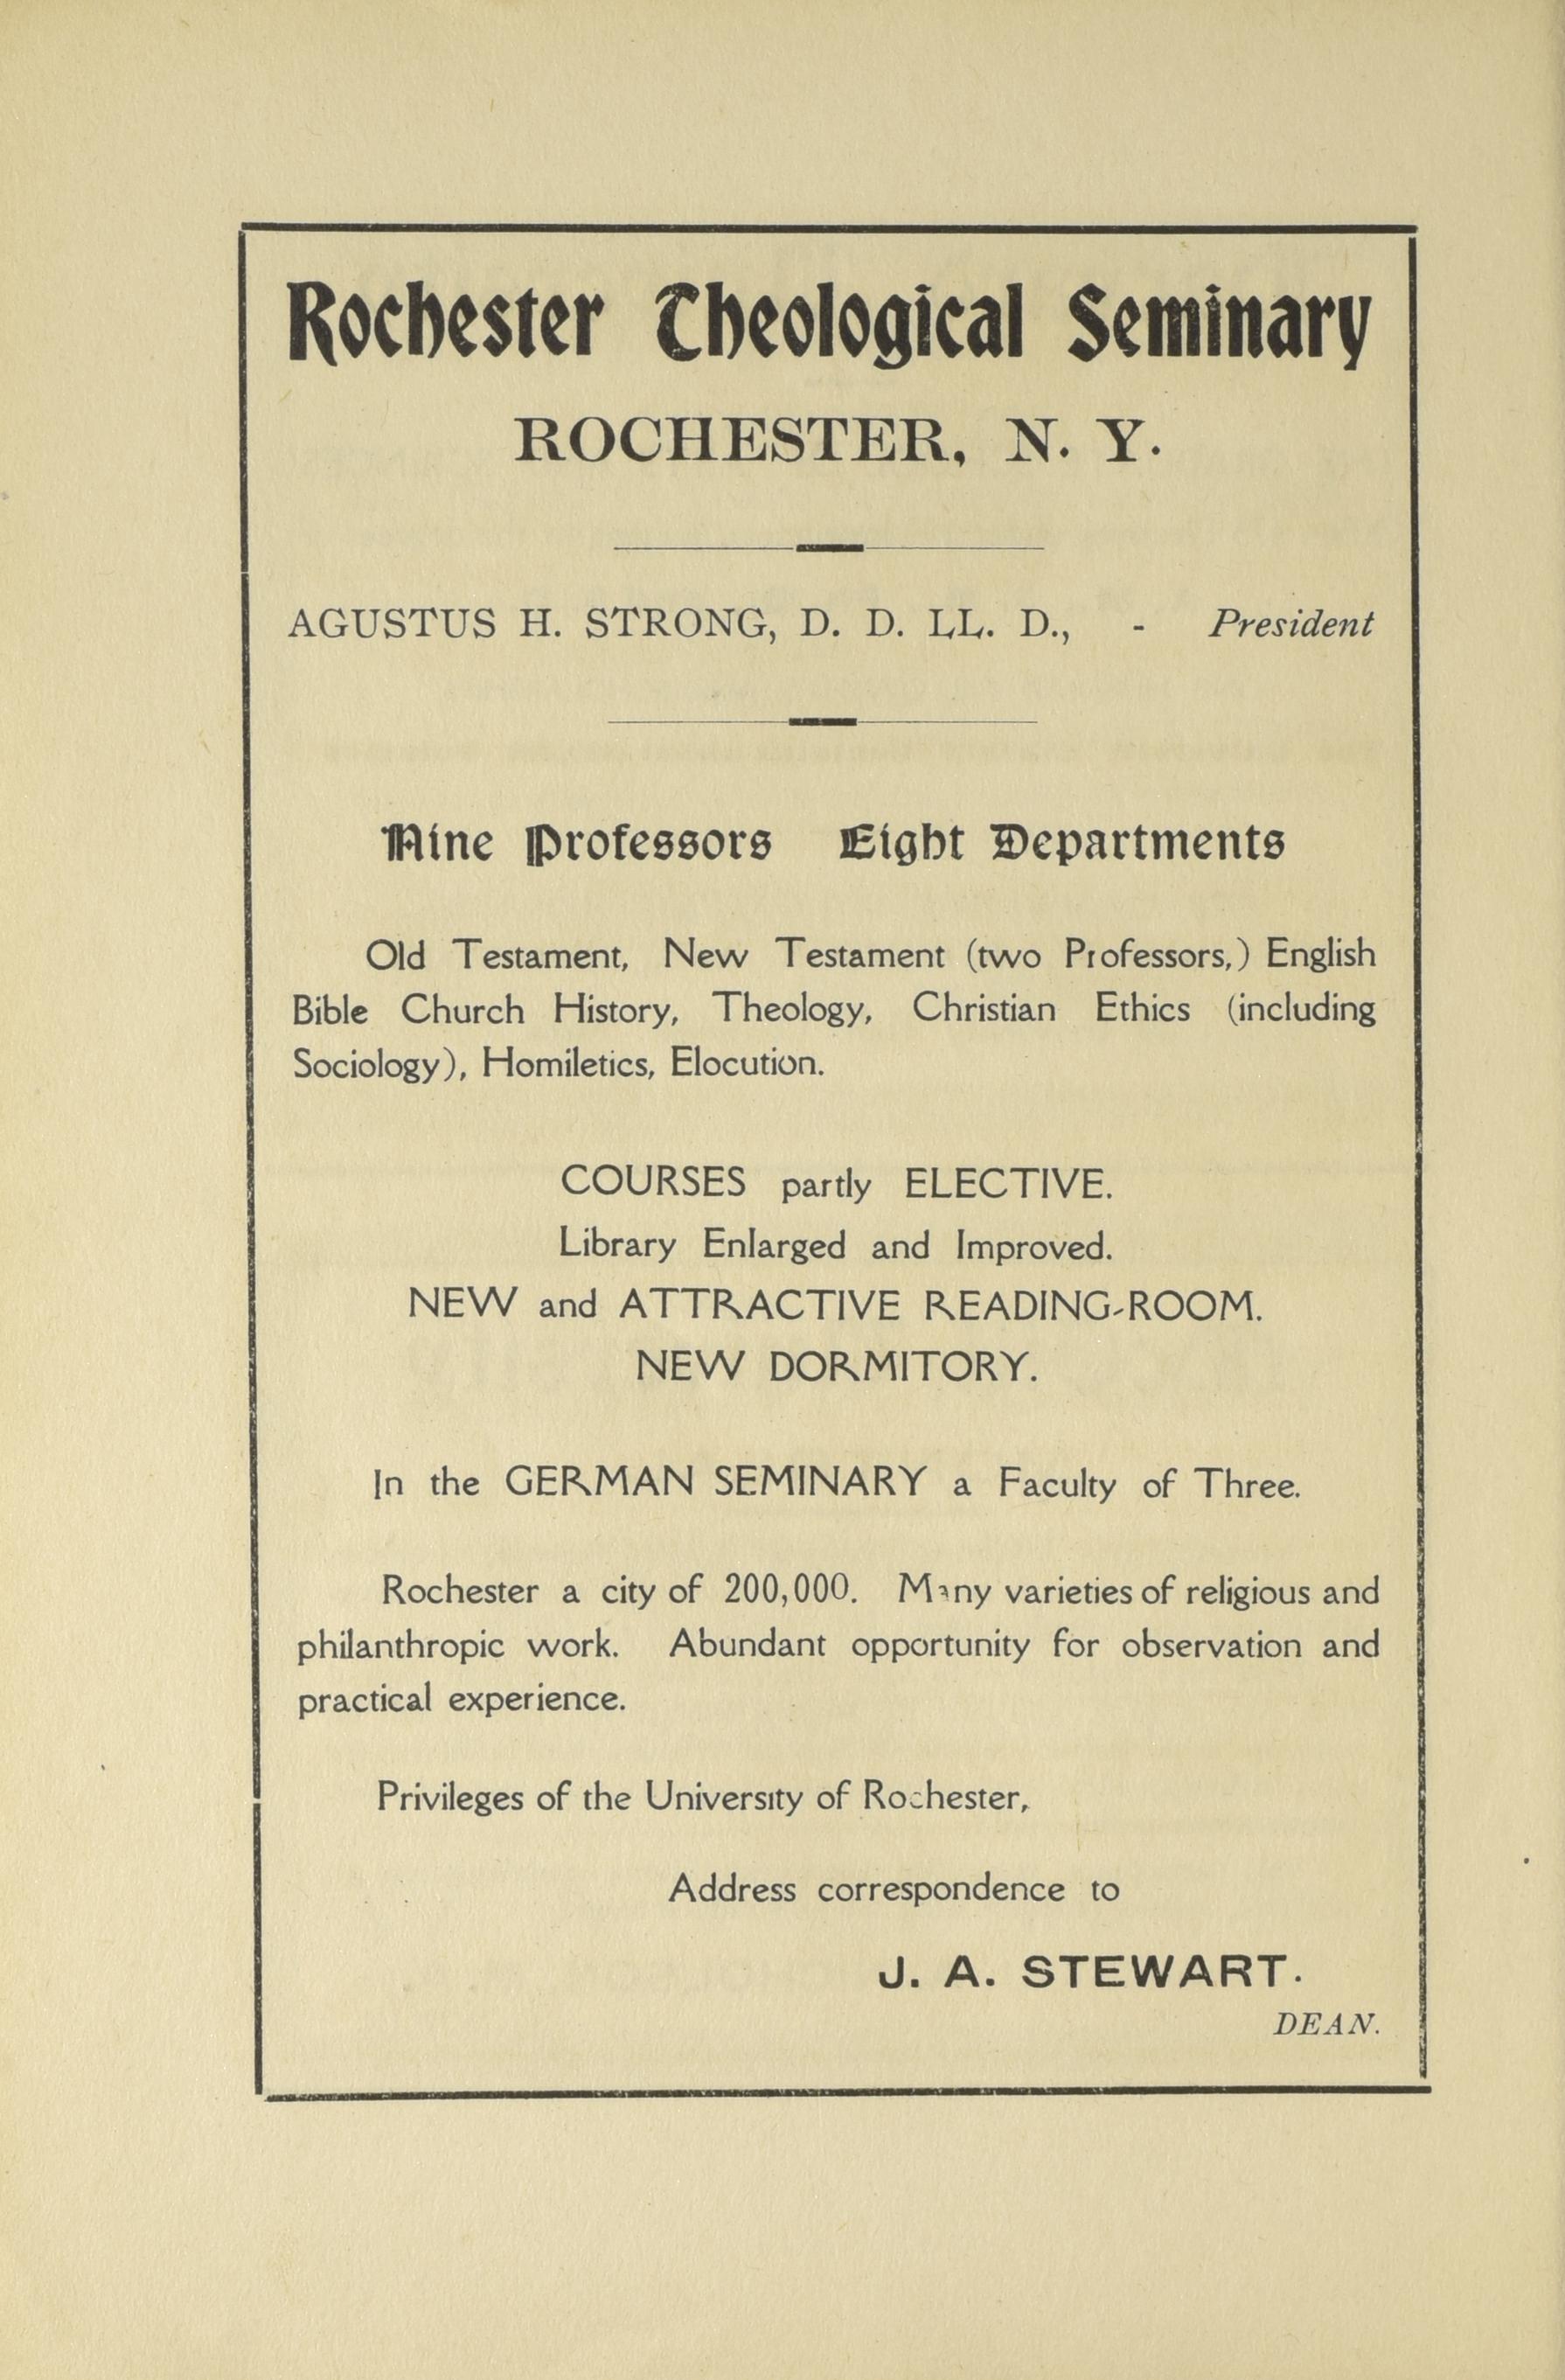 Rochester Theological Seminary
ROCHESTER, N. Y.
AGUSTUS H. STRONG, D. D. LL. D., - President
Nine Professors Eight Departments
Old Testament, New Testament (two Professors,) English
Bible Church History, Theology, Christian Ethics (including
Sociology), Homiletics, Elocution.
COURSES partly ELECTIVE.
Library Enlarged and Improved.
NEW and ATTRACTIVE READING-ROOM.
NEW DORMITORY.
In the GERMAN SEMINARY a Faculty of Three.
Rochester a city of 200,000. Many varieties of religious and
philanthropic work. Abundant opportunity for observation and
practical experience.
Privileges of the University of Rochester,
Address correspondence to
J. A. STEWART.
DEAN.